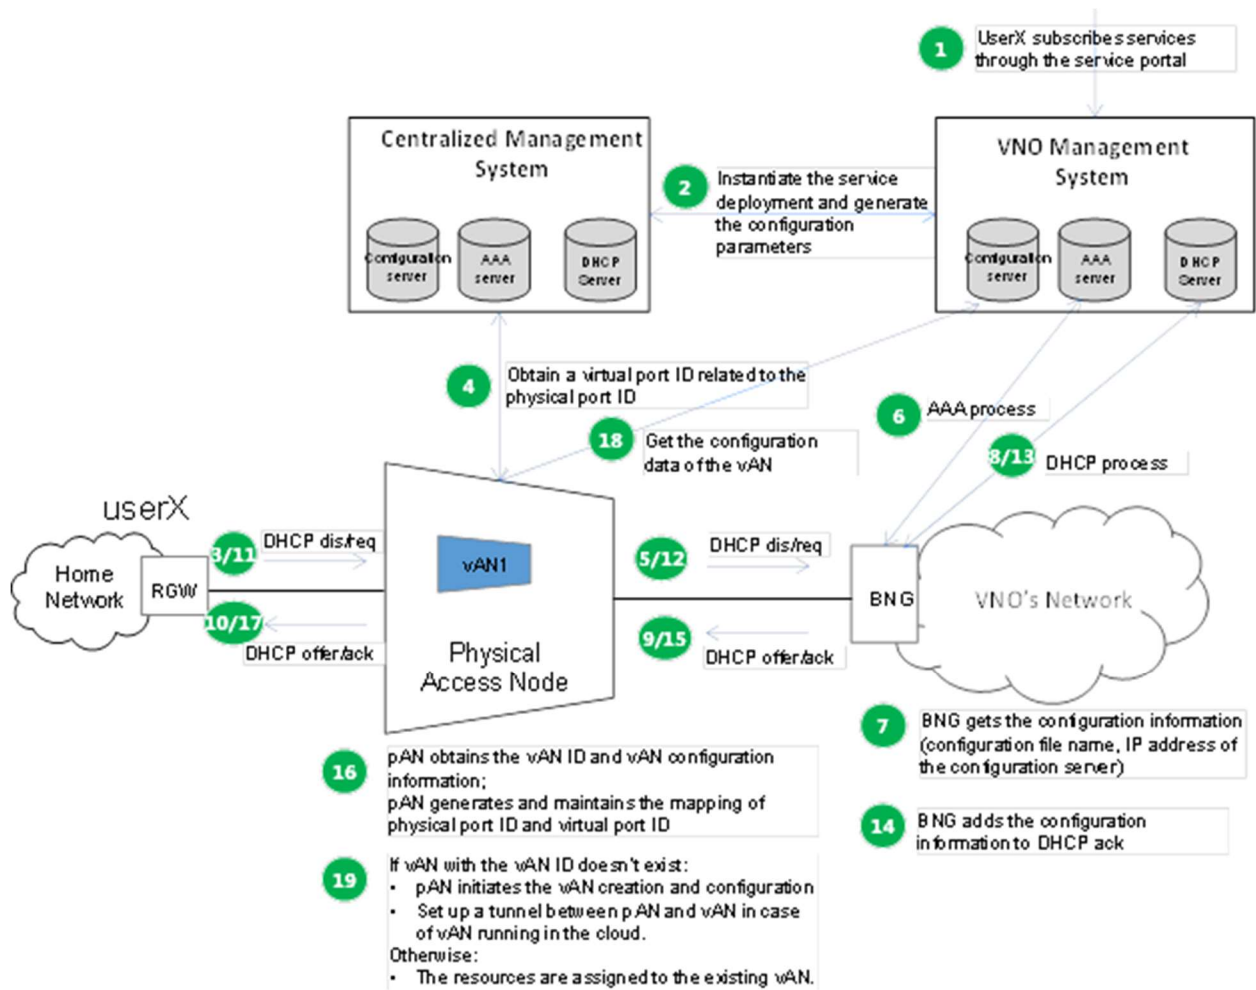 1
UserX subscribes services
through the service portal
Centralized Management
System
Configuration
server
AAA
server
DHCP
Server
2
Instantiate the service
deployment and generate
the configuration
parameters
VNO Management
System
Configuration
server
AAA
server
DHCP
Server
4
Obtain a virtual port ID related to the
physical port ID
18
Get the configuration
data of the vAN
6
AAA process
8/13
DHCP process
userX
Home
Network
RGW
3/11
DHCP dis/req
10/17
DHCP offer/ack
vAN1
Physical
Access Node
5/12
DHCP dis/req
9/15
DHCP offer/ack
BNG
VNO's Network
7
BNG gets the configuration information
(configuration file name, IP address of
the configuration server)
14
BNG adds the configuration
information to DHCP ack
16
pAN obtains the vAN ID and vAN configuration
information;
pAN generates and maintains the mapping of
physical port ID and virtual port ID
19
If vAN with the vAN ID doesn't exist:
• pAN initiates the vAN creation and configuration
• Set up a tunnel between pAN and vAN in case
of vAN running in the cloud.
Otherwise:
• The resources are assigned to the existing vAN.